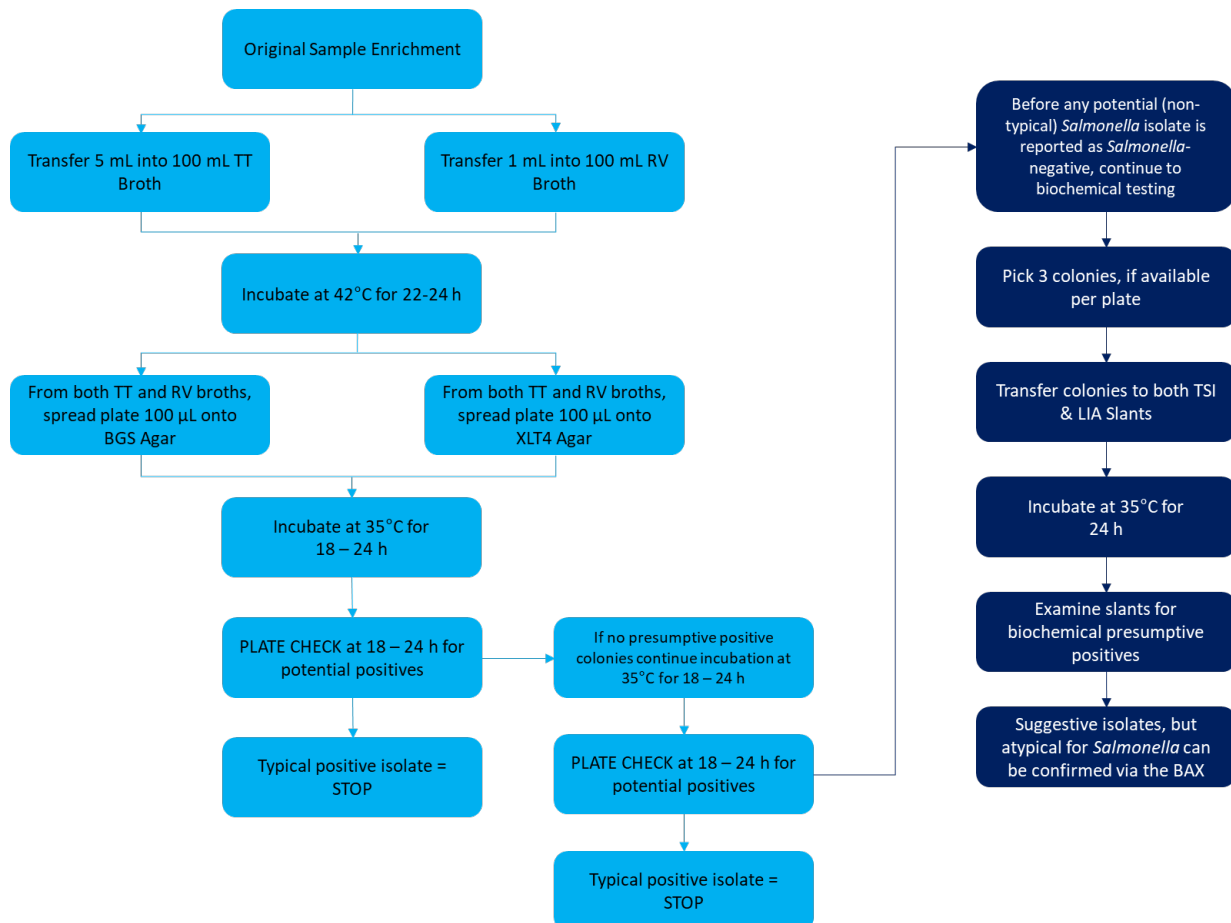 Original Sample Enrichment
Transfer 5 mL into 100 mL TT
Broth
Transfer 1 mL into 100 mL RV
Broth
Incubate at 42°C for 22-24 h
From both TT and RV broths,
spread plate 100 µL onto
BGS Agar
From both TT and RV broths,
spread plate 100 µL onto
XLT4 Agar
Incubate at 35°C for
18 – 24 h
PLATE CHECK at 18 – 24 h for
potential positives
If no presumptive positive
colonies continue incubation at
35°C for 18 – 24 h
Typical positive isolate =
STOP
PLATE CHECK at 18 – 24 h for
potential positives
Typical positive isolate =
STOP
Before any potential (non-
typical) Salmonella isolate is
reported as Salmonella-
negative, continue to
biochemical testing
Pick 3 colonies, if available
per plate
Transfer colonies to both TSI
& LIA Slants
Incubate at 35°C for
24 h
Examine slants for
biochemical presumptive
positives
Suggestive isolates, but
atypical for Salmonella can
be confirmed via the BAX